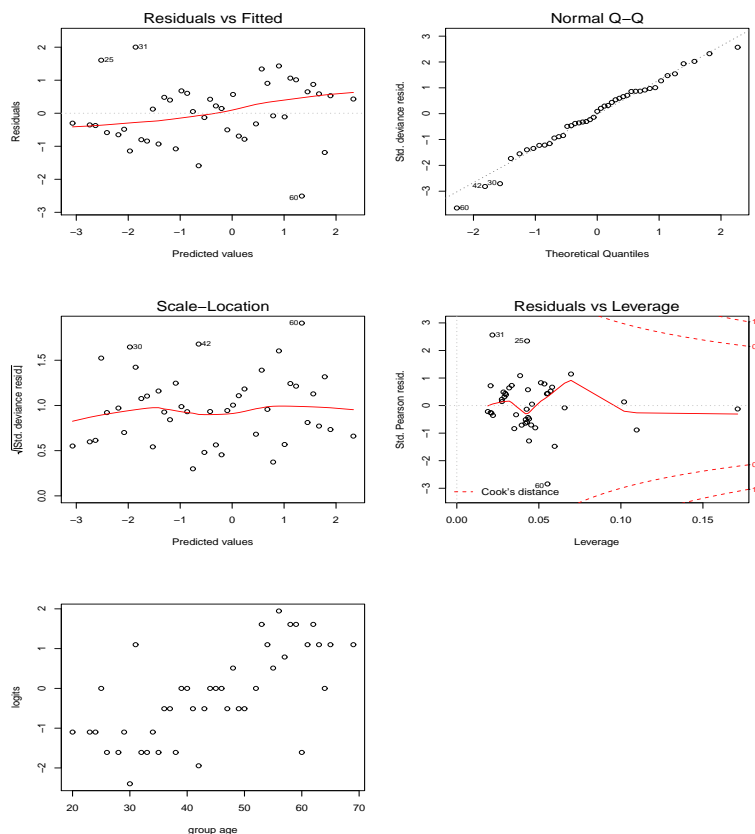 Residuals vs Fitted
Residuals
2
1
0
−1
−2
−3
25
31
60
−3 −2 −1 0 1 2
Predicted values
Normal Q−Q
Std. deviance resid.
3
2
1
0
−1
−2
−3
60
42
30
−2 −1 0 1 2
Theoretical Quantiles
Scale−Location
√|Std. deviance resid.|
1.5
1.0
0.5
0.0
30
42
60
−3 −2 −1 0 1 2
Predicted values
Residuals vs Leverage
Std. Pearson resid.
3
2
1
0
−1
−2
−3
31
25
60
Cook's distance
0.00 0.05 0.10 0.15
Leverage
logits
2
1
0
−1
−2
20 30 40 50 60 70
group age